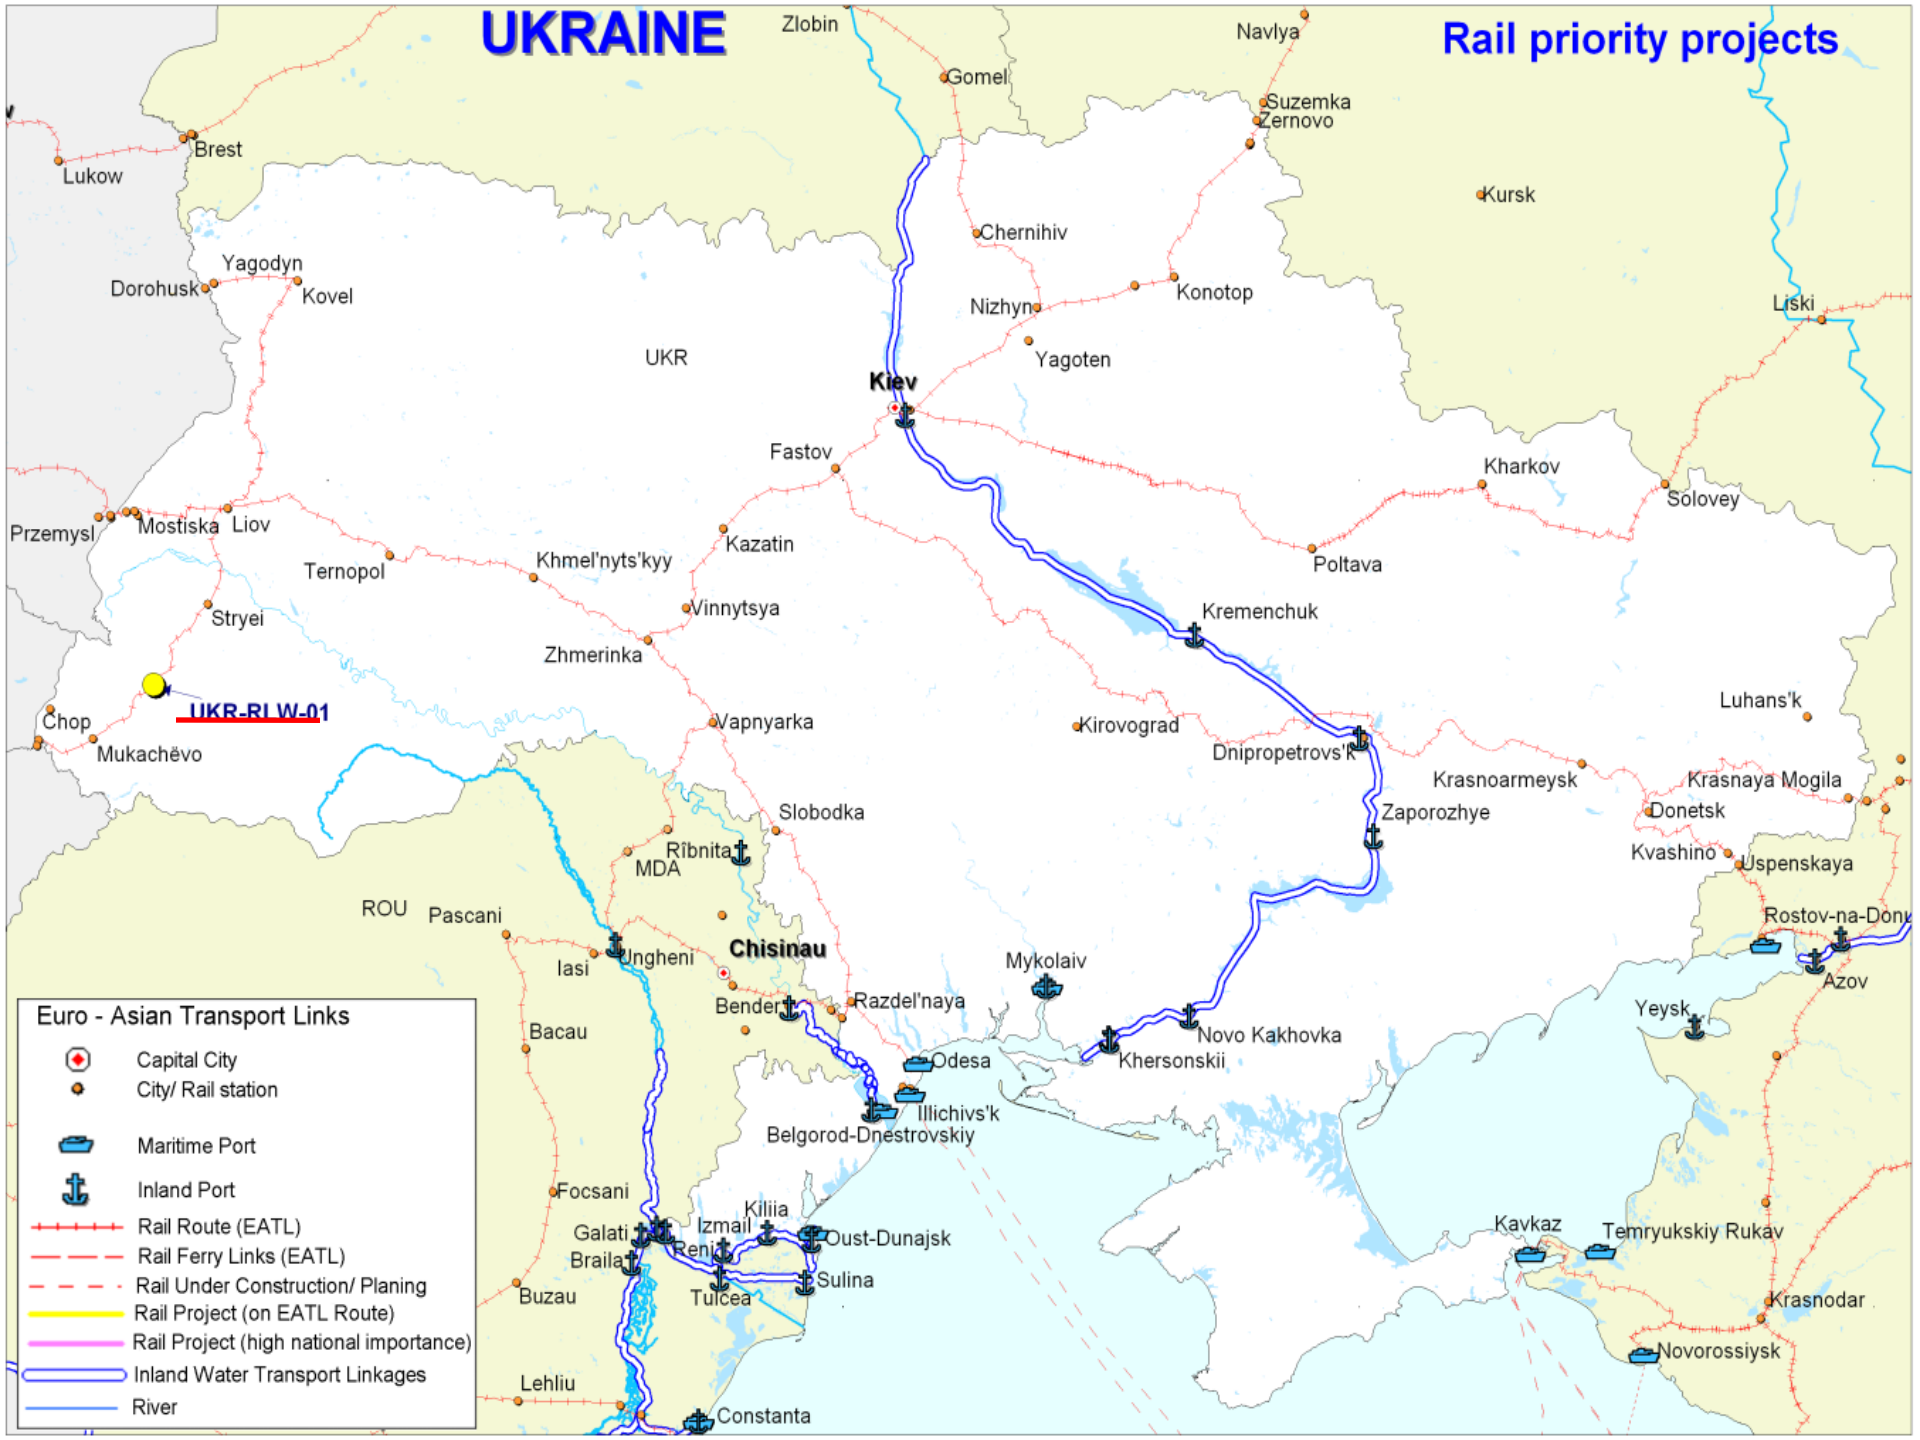 UKRAINE
Rail priority projects
Zlobin
Navlya
Gomel
Suzemka
Zernovo
Brest
Lukow
Kursk
Chernihiv
Yagodyn
Dorohusk
Kovel
Konotop
Nizhyn
Liski
UKR
Yagoten
Kiev
Fastov
Kharkov
Solovey
Przemysl
Mostiska
Liov
Kazatin
Khmel'nyts'kyy
Ternopol
Poltava
Vinnytsya
Kremenchuk
Stryei
Zhmerinka
UKR-RLW-01
Luhans'k
Chop
Vapnyarka
Kirovograd
Mukachëvo
Dnipropetrovs'k
Krasnoarmeysk
Krasnaya Mogila
Slobodka
Zaporozhye
Donetsk
Rîbnita
Kvashino
Uspenskaya
MDA
ROU
Pascani
Rostov-na-Donu
Chisinau
Iasi
Ungheni
Mykolaiv
Azov
Bender
Razdel'naya
Yeysk
Novo Kakhovka
Bacau
Khersonskii
Odesa
Illichivs'k
Belgorod-Dnestrovskiy
Focsani
Kiliia
Izmail
Galati
Reni
Oust-Dunajsk
Kavkaz
Temryukskiy Rukav
Braila
Sulina
Tulcea
Buzau
Krasnodar
Novorossiysk
Lehliu
Constanta
Euro - Asian Transport Links
Capital City
City/ Rail station
Maritime Port
Inland Port
Rail Route (EATL)
Rail Ferry Links (EATL)
Rail Under Construction/ Planing
Rail Project (on EATL Route)
Rail Project (high national importance)
Inland Water Transport Linkages
River